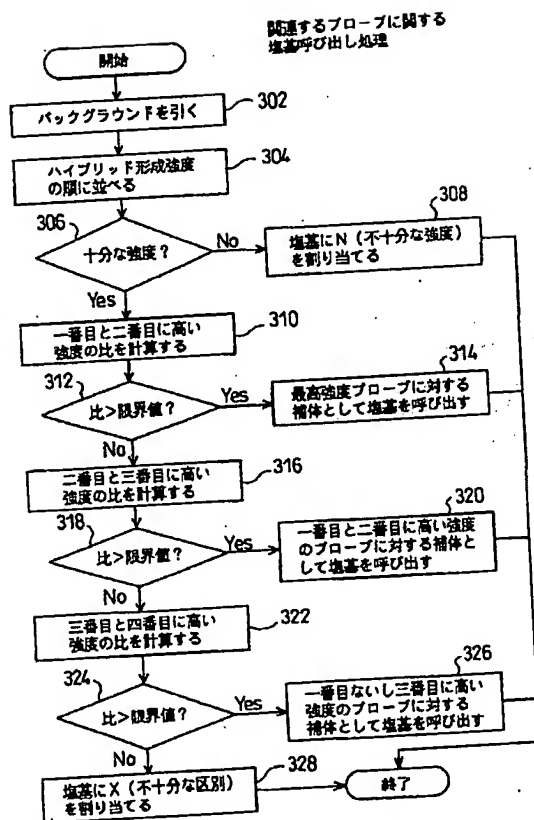 関連するプローブに関する
塩基呼び出し処理
開始
バックグラウンドを引く
302
ハイブリッド形成強度
の順に並べる
304
306
十分な強度?
No
308
塩基にN(不十分な強度)
を割り当てる
Yes
一番目と二番目に高い
強度の比を計算する
310
312
比>限界値?
Yes
314
最高強度プローブに対する
補体として塩基を呼び出す
No
二番目と三番目に高い
強度の比を計算する
316
318
比>限界値?
Yes
320
一番目と二番目に高い強度
のプローブに対する補体と
して塩基を呼び出す
No
三番目と四番目に高い
強度の比を計算する
322
324
比>限界値?
Yes
326
一番目ないし三番目に高い
強度のプローブに対する
補体として塩基を呼び出す
No
塩基にX(不十分な区別)
を割り当てる
328
終了